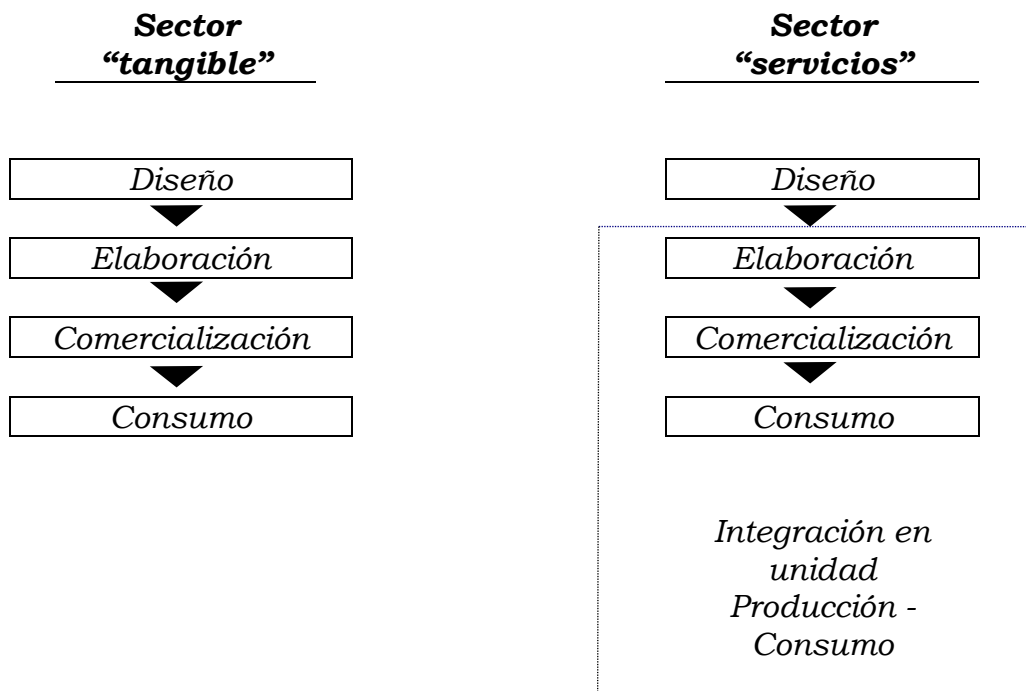 Sector
“tangible”
Diseño
Elaboración
Comercialización
Consumo
Sector
“servicios”
Diseño
Elaboración
Comercialización
Consumo
Integración en
unidad
Producción -
Consumo